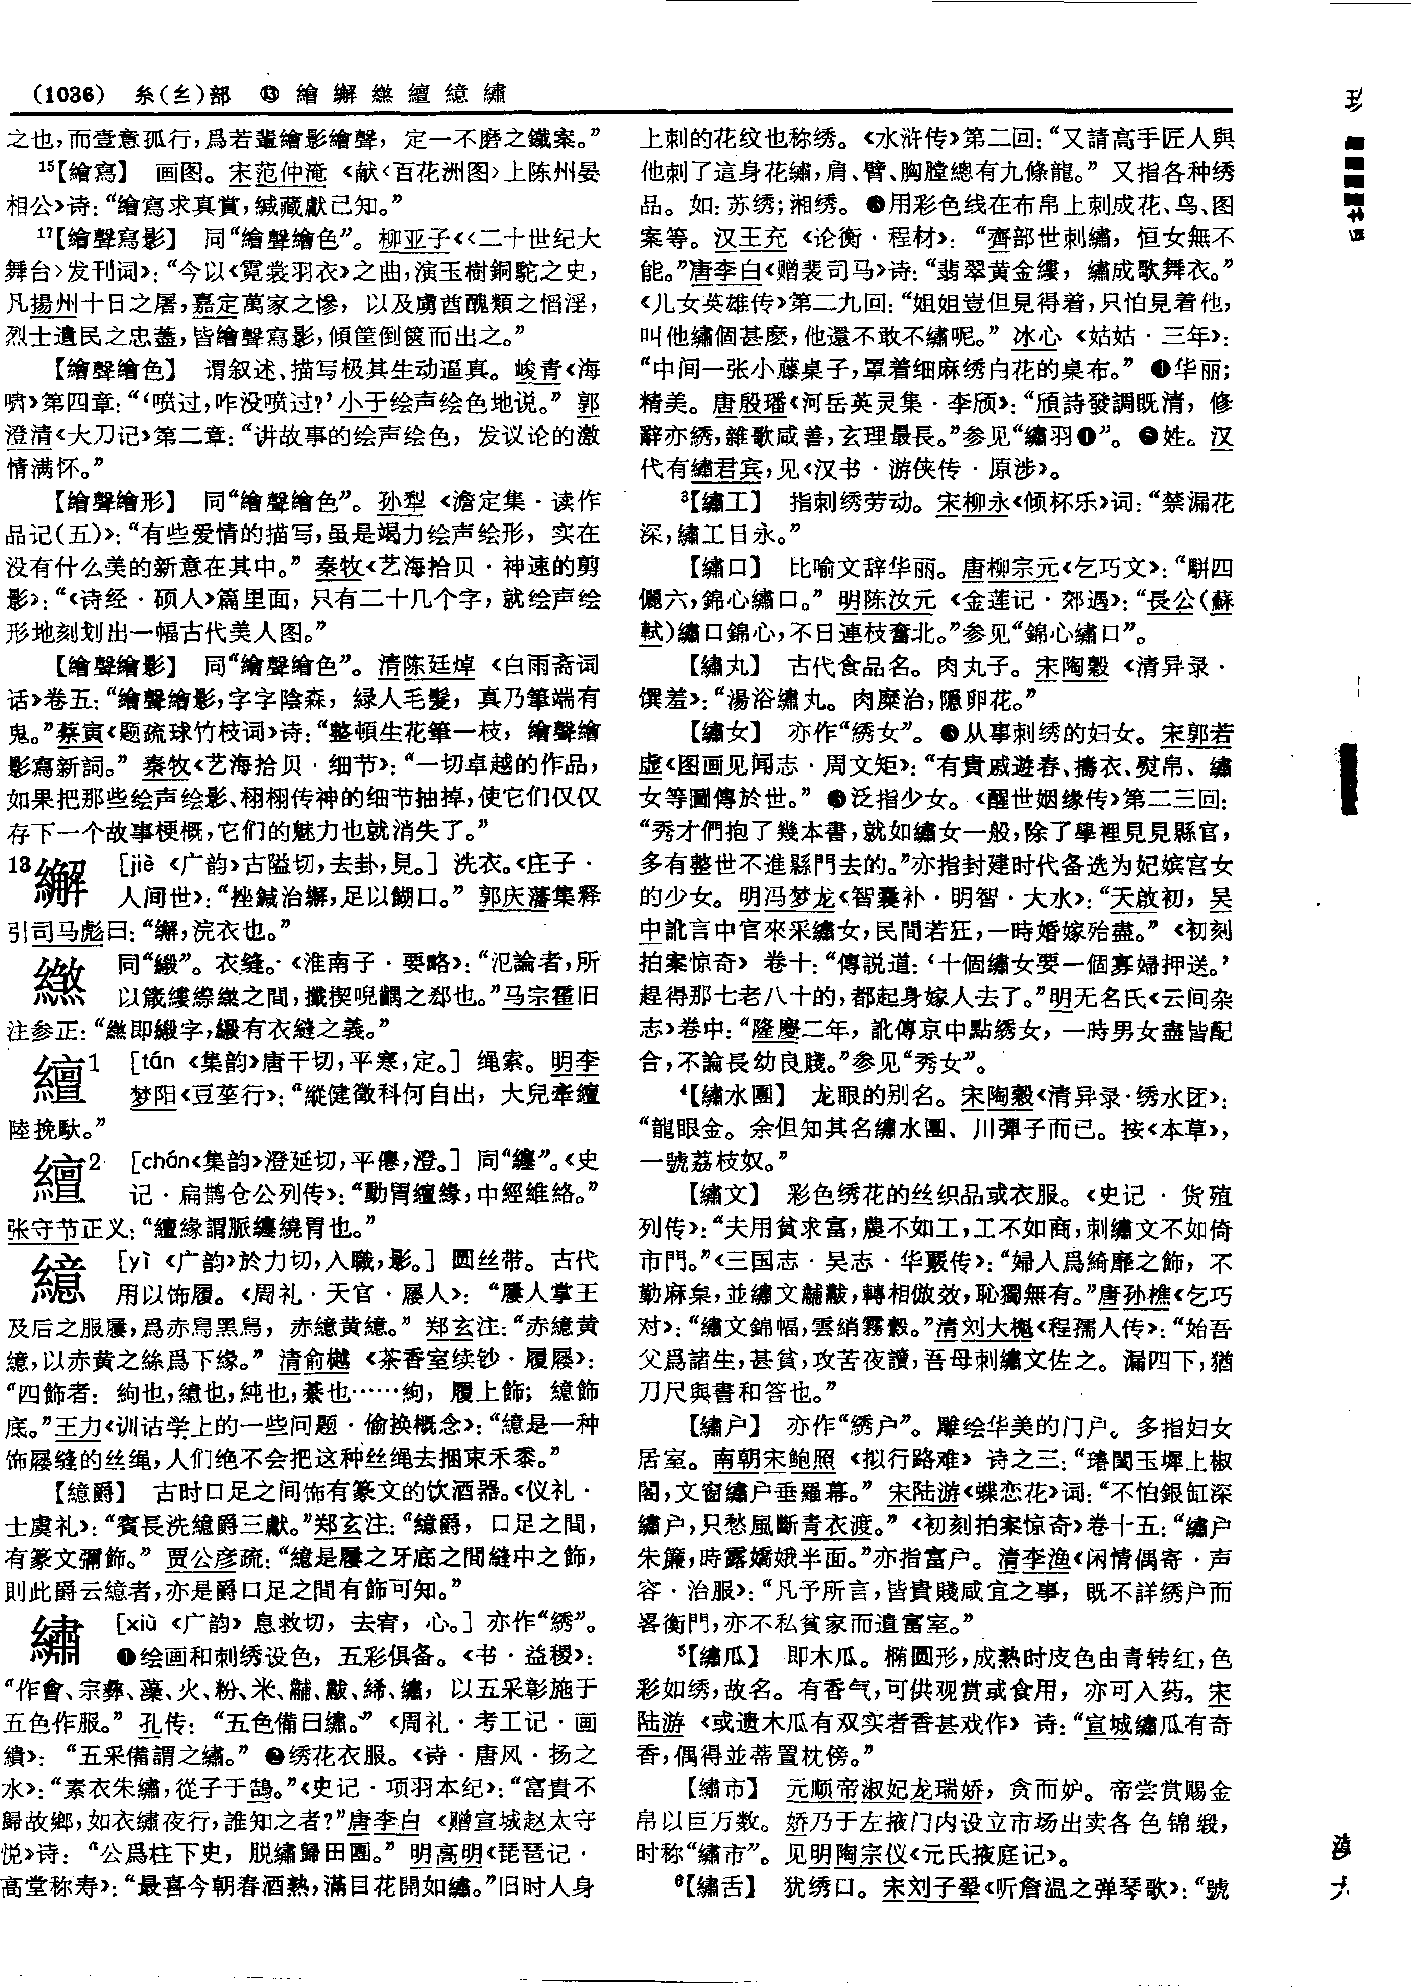 (1036) 糸(纟)部 ⑬ 繪 繲 繺 繵 繶 繡
之也，而壹意孤行，爲若輩繪影繪聲，定一不磨之鐵案。”
15【繪寫】 画图。宋范仲淹《献〈百花洲图〉上陈州晏
相公》诗：“繪寫求真賞，緘藏獻已知。”
17【繪聲寫影】 同“繪聲繪色”。柳亚子《〈二十世纪大
舞台〉发刊词》：“今以《霓裳羽衣》之曲，演玉樹銅駝之史，
凡揚州十日之屠，嘉定萬家之慘，以及虜酋醜類之慆淫，
烈士遺民之忠藎，皆繪聲寫影，傾筐倒篋而出之。”
【繪聲繪色】 谓叙述、描写极其生动逼真。峻青《海
啸》第四章：“‘喷过，咋没喷过？’小于绘声绘色地说。”郭
澄清《大刀记》第二章：“讲故事的绘声绘色，发议论的激
情满怀。”
【繪聲繪形】 同“繪聲繪色”。孙犁《澹定集·读作
品记(五)》：“有些爱情的描写，虽是竭力绘声绘形，实在
没有什么美的新意在其中。”秦牧《艺海拾贝·神速的剪
影》：“《诗经·硕人》篇里面，只有二十几个字，就绘声绘
形地刻划出一幅古代美人图。”
【繪聲繪影】 同“繪聲繪色”。清陈廷焯《白雨斋词
话》卷五：“繪聲繪影，字字陰森，緑人毛髮，真乃筆端有
鬼。”蔡寅《题疏球竹枝词》诗：“整頓生花筆一枝，繪聲繪
影寫新詞。”秦牧《艺海拾贝·细节》：“一切卓越的作品，
如果把那些绘声绘影、栩栩传神的细节抽掉，使它们仅仅
存下一个故事梗概，它们的魅力也就消失了。”
13繲 [jiè 《广韵》古隘切，去卦，見。] 洗衣。《庄子·
人间世》：“挫鍼治繲，足以餬口。”郭庆藩集释
引司马彪曰：“繲，浣衣也。”
繺 同“緞”。衣缝。《淮南子·要略》：“氾論者，所
以箴縷縩繺之間，攕揳唲齵之郄也。”马宗霍旧
注参正：“繺即緞字，緞有衣縫之義。”
繵1 [tán 《集韵》唐干切，平寒，定。] 绳索。明李
梦阳《豆莝行》：“縱健徵科何自出，大兒牽繵
陸挽馱。”
繵2 [chán《集韵》澄延切，平僊，澄。] 同“纏”。《史
记·扁鹊仓公列传》：“動胃繵緣，中經維絡。”
张守节正义：“繵緣謂脈纏繞胃也。”
繶 [yì 《广韵》於力切，入職，影。] 圆丝带。古代
用以饰履。《周礼·天官·屦人》：“屨人掌王
及后之服屨，爲赤舄黑舄，赤繶黄繶。”郑玄注：“赤繶黄
繶，以赤黄之絲爲下緣。”清俞樾《茶香室续钞·履屦》：
“四飾者：絇也，繶也，純也，綦也……絇，履上飾；繶飾
底。”王力《训诂学上的一些问题·偷换概念》：“繶是一种
饰屦缝的丝绳，人们绝不会把这种丝绳去捆束禾黍。”
【繶爵】 古时口足之间饰有篆文的饮酒器。《仪礼·
士虞礼》：“賓長洗繶爵三獻。”郑玄注：“繶爵，口足之間，
有篆文彌飾。”贾公彦疏：“繶是屨之牙底之間縫中之飾，
則此爵云繶者，亦是爵口足之間有飾可知。”
繡 [xiù 《广韵》息救切，去宥，心。] 亦作“綉”。
❶绘画和刺绣设色，五彩俱备。《书·益稷》：
“作會、宗彝、藻、火、粉、米、黼、黻、絺、繡，以五采彰施于
五色作服。”孔传：“五色備曰繡。”《周礼·考工记·画
缋》：“五采備謂之繡。”❷绣花衣服。《诗·唐风·扬之
水》：“素衣朱繡，從子于鵠。”《史记·项羽本纪》：“富貴不
歸故鄉，如衣繡夜行，誰知之者？”唐李白《赠宣城赵太守
悦》诗：“公爲柱下史，脱繡歸田園。”明高明《琵琶记·
高堂称寿》：“最喜今朝春酒熟，滿目花開如繡。”旧时人身
上刺的花纹也称绣。《水浒传》第二回：“又請高手匠人與
他刺了這身花繡，肩、臂、胸膛總有九條龍。”又指各种绣
品。如：苏绣；湘绣。❸用彩色线在布帛上刺成花、鸟、图
案等。汉王充《论衡·程材》：“齊部世刺繡，恒女無不
能。”唐李白《赠裴司马》诗：“翡翠黄金縷，繡成歌舞衣。”
《儿女英雄传》第二九回：“姐姐豈但見得着，只怕見着他，
叫他繡個甚麽，他還不敢不繡呢。”冰心《姑姑·三年》：
“中间一张小藤桌子，罩着细麻绣白花的桌布。”❹华丽；
精美。唐殷璠《河岳英灵集·李颀》：“頎詩發調既清，修
辭亦綉，雜歌咸善，玄理最長。”参见“繡羽❶”。❺姓。汉
代有繡君宾，见《汉书·游侠传·原涉》。
3【繡工】 指刺绣劳动。宋柳永《倾杯乐》词：“禁漏花
深，繡工日永。”
【繡口】 比喻文辞华丽。唐柳宗元《乞巧文》：“駢四
儷六，錦心繡口。”明陈汝元《金莲记·郊遇》：“長公(蘇
軾)繡口錦心，不日連枝奮北。”参见“錦心繡口”。
【繡丸】 古代食品名。肉丸子。宋陶穀《清异录·
馔羞》：“湯浴繡丸。肉糜治，隱卵花。”
【繡女】 亦作“綉女”。❶从事刺绣的妇女。宋郭若
虚《图画见闻志·周文矩》：“有貴戚遊春、擣衣、熨帛、繡
女等圖傳於世。”❷泛指少女。《醒世姻缘传》第二三回：
“秀才們抱了幾本書，就如繡女一般，除了學裡見見縣官，
多有整世不進縣門去的。”亦指封建时代备选为妃嫔宫女
的少女。明冯梦龙《智囊补·明智·大水》：“天啟初，吴
中訛言中官來采繡女，民間若狂，一時婚嫁殆盡。”《初刻
拍案惊奇》卷十：“傳説道：‘十個繡女要一個寡婦押送。’
趕得那七老八十的，都起身嫁人去了。”明无名氏《云间杂
志》卷中：“隆慶二年，訛傳京中點綉女，一時男女盡皆配
合，不論長幼良賤。”参见“秀女”。
4【繡水團】 龙眼的别名。宋陶穀《清异录·绣水团》：
“龍眼金。余但知其名繡水團、川彈子而已。按《本草》，
一號荔枝奴。”
【繡文】 彩色绣花的丝织品或衣服。《史记·货殖
列传》：“夫用貧求富，農不如工，工不如商，刺繡文不如倚
市門。”《三国志·吴志·华覈传》：“婦人爲綺靡之飾，不
勤麻枲，並繡文黼黻，轉相倣效，恥獨無有。”唐孙樵《乞巧
对》：“繡文錦幅，雲綃霧縠。”清刘大櫆《程孺人传》：“始吾
父爲諸生，甚貧，攻苦夜讀，吾母刺繡文佐之。漏四下，猶
刀尺與書和答也。”
【繡户】 亦作“綉户”。雕绘华美的门户。多指妇女
居室。南朝宋鲍照《拟行路难》诗之三：“璿閨玉墀上椒
閣，文窗繡户垂羅幕。”宋陆游《蝶恋花》词：“不怕銀缸深
繡户，只愁風斷青衣渡。”《初刻拍案惊奇》卷十五：“繡户
朱簾，時露嬌娥半面。”亦指富户。清李渔《闲情偶寄·声
容·治服》：“凡予所言，皆貴賤咸宜之事，既不詳綉户而
畧衡門，亦不私貧家而遺富室。”
5【繡瓜】 即木瓜。椭圆形，成熟时皮色由青转红，色
彩如绣，故名。有香气，可供观赏或食用，亦可入药。宋
陆游《或遗木瓜有双实者香甚戏作》诗：“宣城繡瓜有奇
香，偶得並蒂置枕傍。”
【繡市】 元顺帝淑妃龙瑞娇，贪而妒。帝尝赏赐金
帛以巨万数。娇乃于左掖门内设立市场出卖各色锦缎，
时称“繡市”。见明陶宗仪《元氏掖庭记》。
6【繡舌】 犹绣口。宋刘子翬《听詹温之弹琴歌》：“號